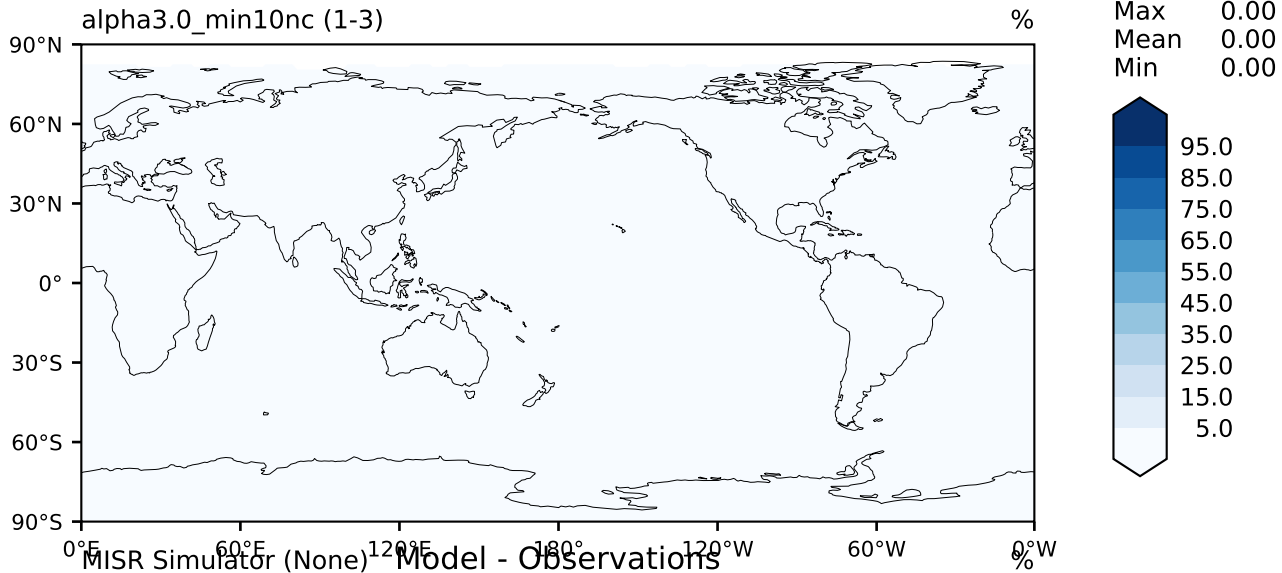 alpha3.0_min10nc (1-3) %
Max 0.00
Mean 0.00
Min 0.00
90°N
60°N
30°N
0°
30°S
60°S
90°S
95.0
85.0
75.0
65.0
55.0
45.0
35.0
25.0
15.0
5.0
0°E 60°E 120°E 180° 120°W 60°W 0°W
MISR Simulator (None) Model - Observations %